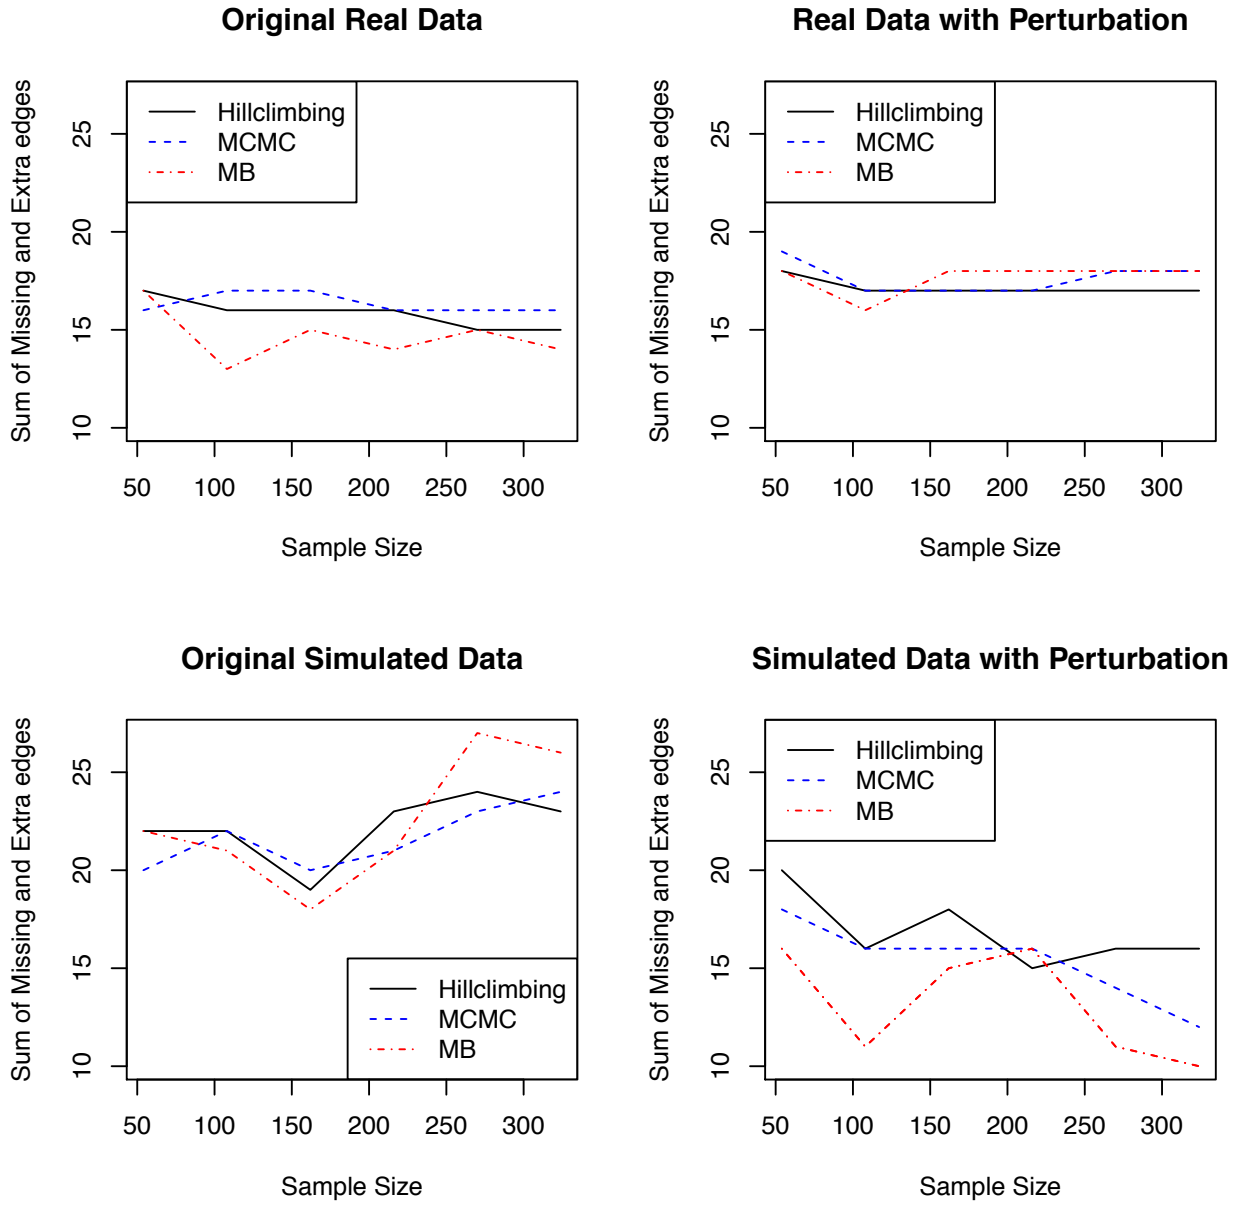 Original Real Data
Sum of Missing and Extra edges
25
20
15
10
Hillclimbing
MCMC
MB
50 100 150 200 250 300
Sample Size
Real Data with Perturbation
Sum of Missing and Extra edges
25
20
15
10
Hillclimbing
MCMC
MB
50 100 150 200 250 300
Sample Size
Original Simulated Data
Sum of Missing and Extra edges
25
20
15
10
Hillclimbing
MCMC
MB
50 100 150 200 250 300
Sample Size
Simulated Data with Perturbation
Sum of Missing and Extra edges
25
20
15
10
Hillclimbing
MCMC
MB
50 100 150 200 250 300
Sample Size